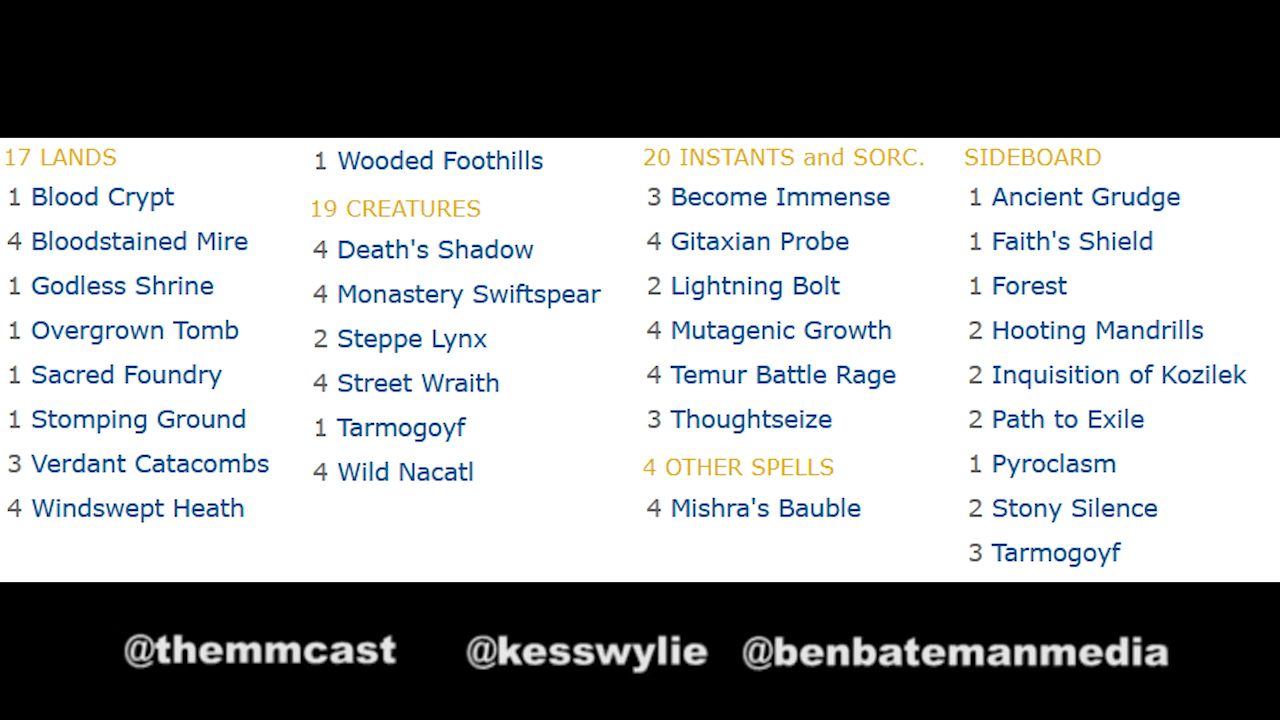 17 LANDS
1 Blood Crypt
4 Bloodstained Mire
1 Godless Shrine
1 Overgrown Tomb
1 Sacred Foundry
1 Stomping Ground
3 Verdant Catacombs
4 Windswept Heath
1 Wooded Foothills
19 CREATURES
4 Death's Shadow
4 Monastery Swiftspear
2 Steppe Lynx
4 Street Wraith
1 Tarmogoyf
4 Wild Nacatl
20 INSTANTS and SORC.
3 Become Immense
4 Gitaxian Probe
2 Lightning Bolt
4 Mutagenic Growth
4 Temur Battle Rage
3 Thoughtseize
4 OTHER SPELLS
4 Mishra's Bauble
SIDEBOARD
1 Ancient Grudge
1 Faith's Shield
1 Forest
2 Hooting Mandrills
2 Inquisition of Kozilek
2 Path to Exile
1 Pyroclasm
2 Stony Silence
3 Tarmogoyf
@themmcast @kesswylie @benbatemanmedia